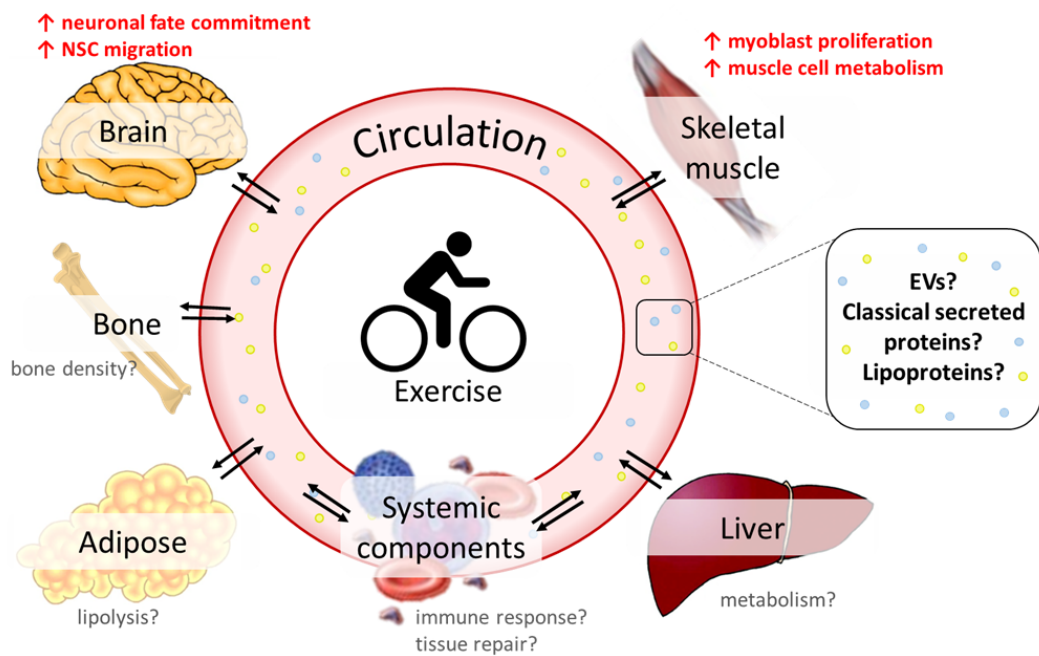 ↑ neuronal fate commitment
↑ NSC migration
Brain
Circulation
↑ myoblast proliferation
↑ muscle cell metabolism
Skeletal
muscle
Bone
bone density?
Exercise
EVs?
Classical secreted
proteins?
Lipoproteins?
Adipose
lipolysis?
Systemic
components
immune response?
tissue repair?
Liver
metabolism?